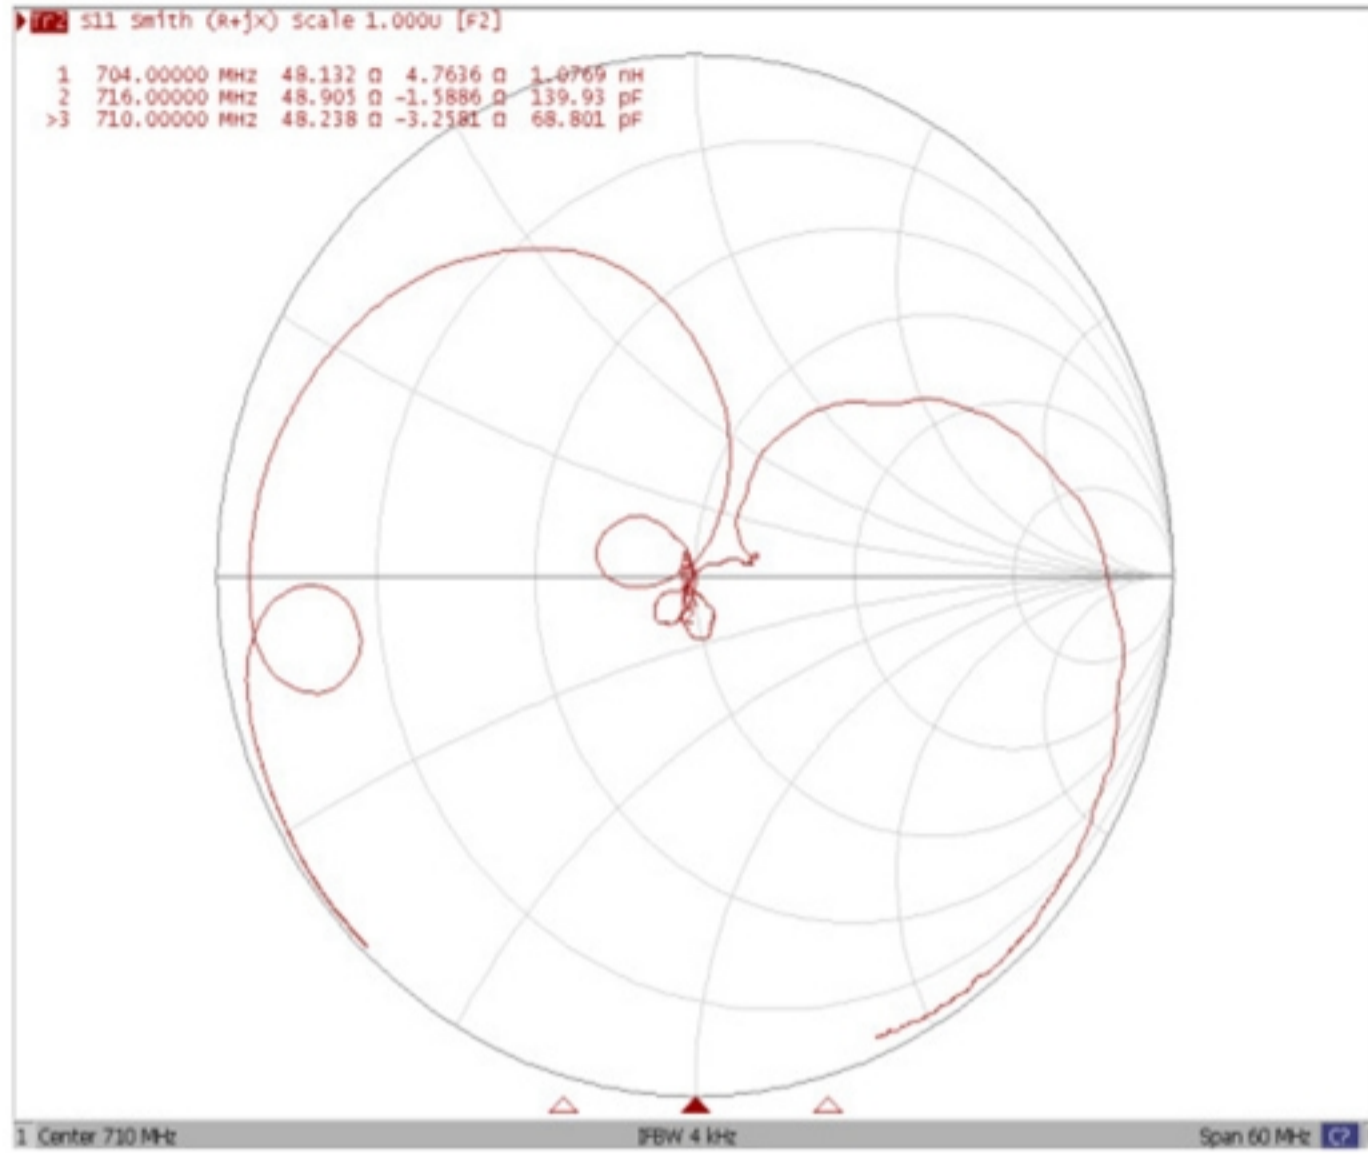 Tr2 S11 Smith (R+jX) Scale 1.000U [F2]
1 704.00000 MHz 48.132 Ω 4.7636 Ω 1.0769 nH
2 716.00000 MHz 48.905 Ω -1.5886 Ω 139.93 pF
>3 710.00000 MHz 48.238 Ω -3.2581 Ω 68.801 pF
1 Center 710 MHz IFBW 4 kHz Span 60 MHz C?